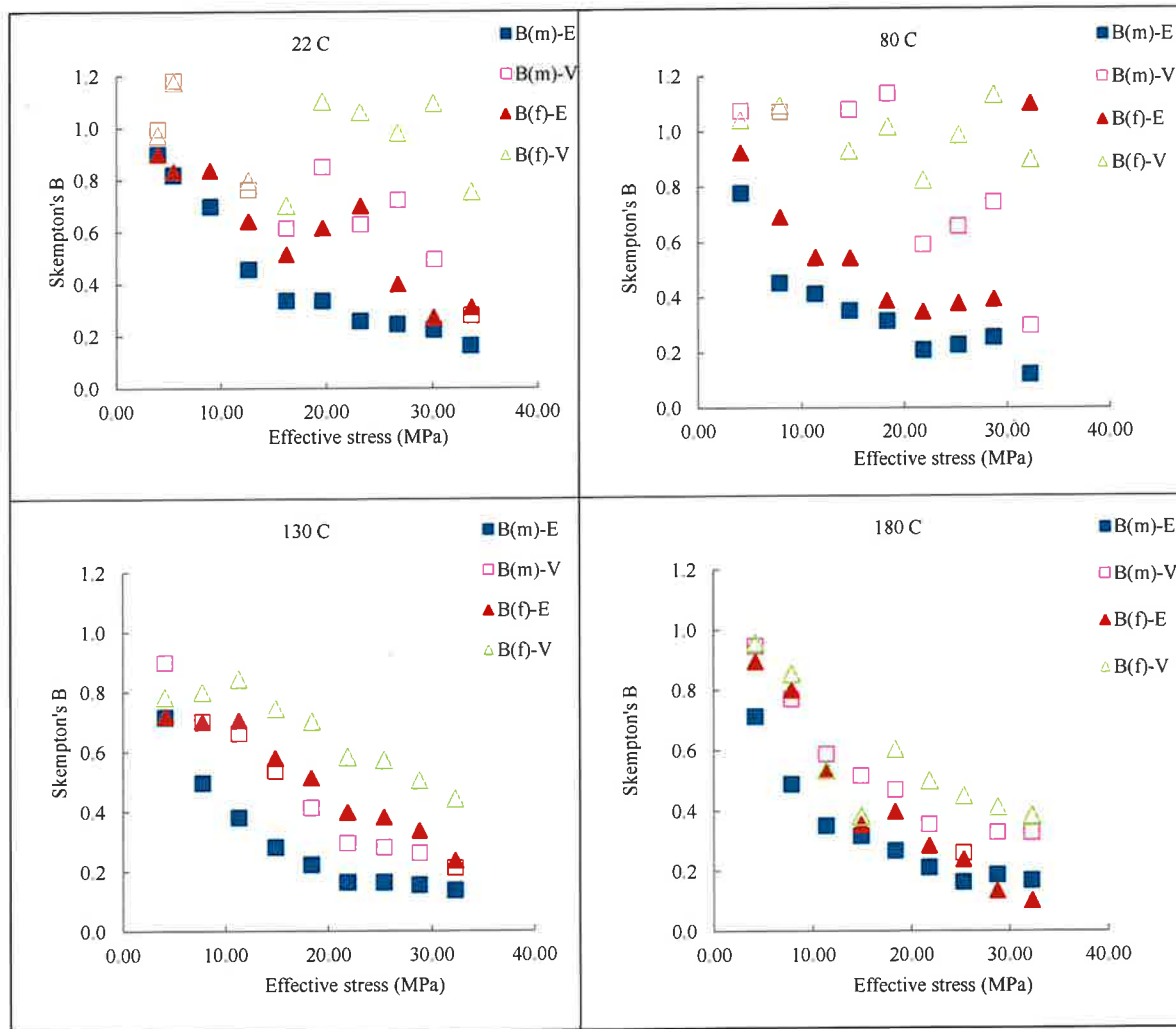 22 C
B(m)-E
B(m)-V
B(f)-E
B(f)-V
Skempton's B
1.2
1.0
0.8
0.6
0.4
0.2
0.0
0.00 10.00 20.00 30.00 40.00
Effective stress (MPa)
80 C
B(m)-E
B(m)-V
B(f)-E
B(f)-V
Skempton's B
1.2
1.0
0.8
0.6
0.4
0.2
0.0
0.00 10.00 20.00 30.00 40.00
Effective stress (MPa)
130 C
B(m)-E
B(m)-V
B(f)-E
B(f)-V
Skempton's B
1.2
1.0
0.8
0.6
0.4
0.2
0.0
0.00 10.00 20.00 30.00 40.00
Effective stress (MPa)
180 C
B(m)-E
B(m)-V
B(f)-E
B(f)-V
Skempton's B
1.2
1.0
0.8
0.6
0.4
0.2
0.0
0.00 10.00 20.00 30.00 40.00
Effective stress (MPa)